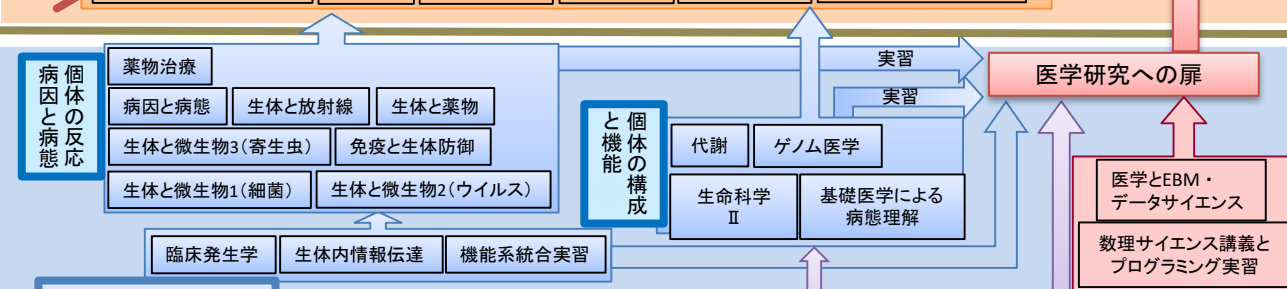 個体の反応
病因と病態
薬物治療
病因と病態
生体と放射線
生体と薬物
生体と微生物3(寄生虫)
免疫と生体防御
生体と微生物1(細菌)
生体と微生物2(ウイルス)
臨床発生学
生体内情報伝達
機能系統合実習
実習
実習
個体の構成
と機能
代謝
ゲノム医学
生命科学
Ⅱ
基礎医学による
病態理解
医学研究への扉
医学とEBM・
データサイエンス
数理サイエンス講義と
プログラミング実習